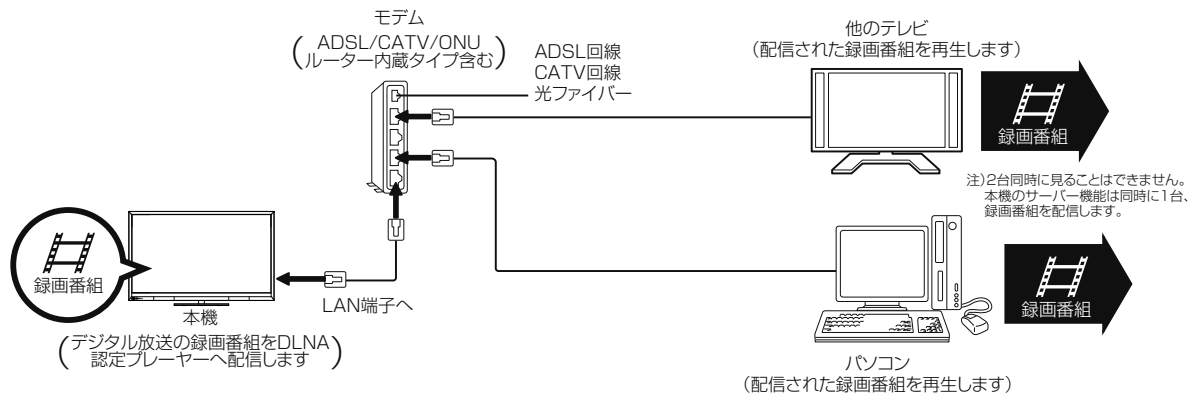 モデム
(ADSL/CATV/ONU
ルーター内蔵タイプ含む)
ADSL回線
CATV回線
光ファイバー
他のテレビ
(配信された録画番組を再生します)
録画番組
注)2台同時に見ることはできません。
本機のサーバー機能は同時に1台、
録画番組を配信します。
録画番組
本機
(デジタル放送の録画番組をDLNA
認定プレーヤーへ配信します)
LAN端子へ
録画番組
パソコン
(配信された録画番組を再生します)